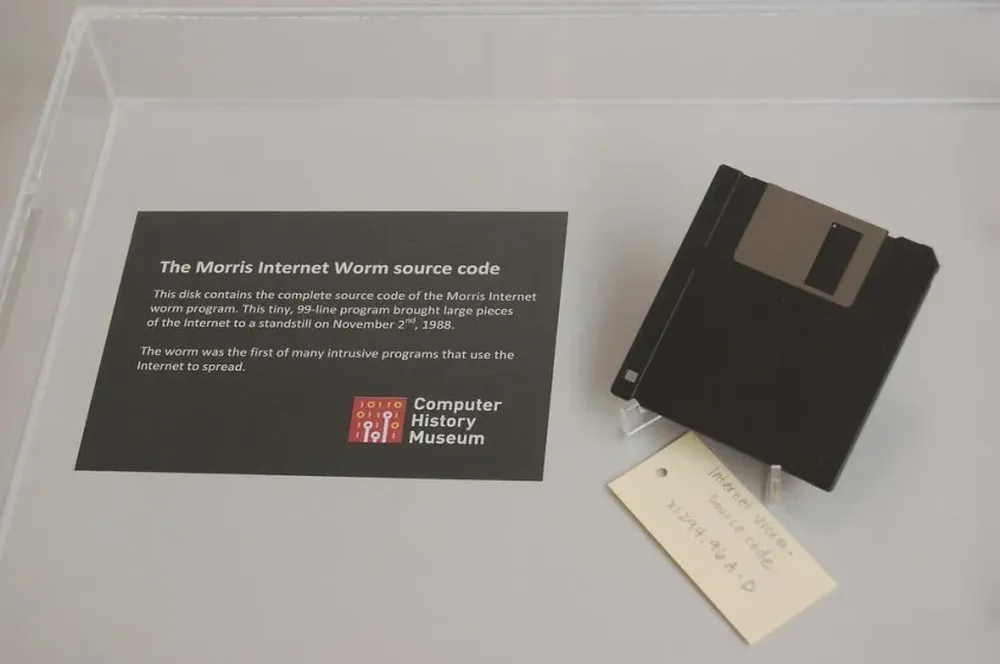 The Morris Internet Worm source code
This disk contains the complete source code of the Morris Internet
worm program. This tiny, 99-line program brought large pieces
of the Internet to a standstill on November 2nd, 1988.
The worm was the first of many intrusive programs that use the
Internet to spread.
Computer
History
Museum
Internet Worm-
Source code
X1294.96A-D